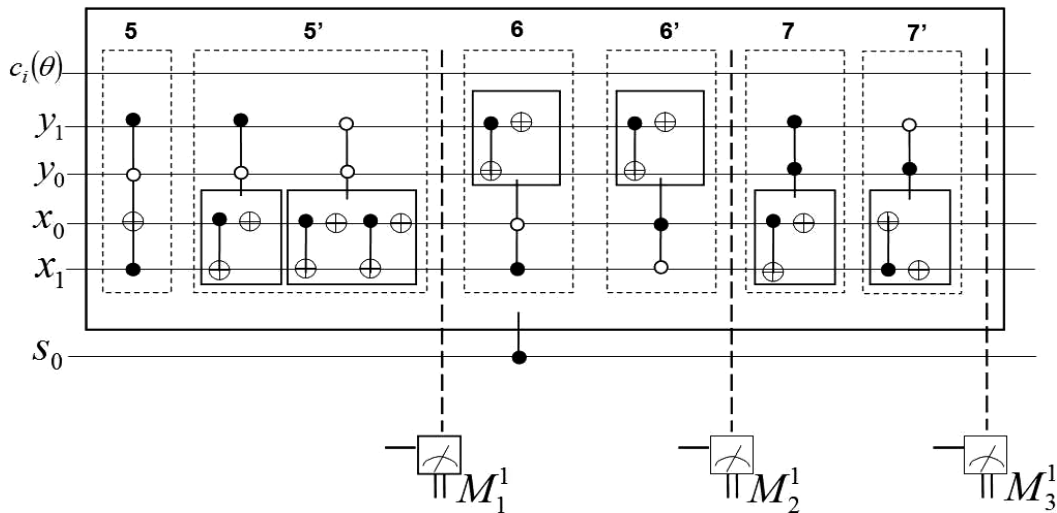 5 5’ 6 6’ 7 7’
c_i(θ)
y_1
y_0
x_0
x_1
s_0
M_1^1 M_2^1 M_3^1